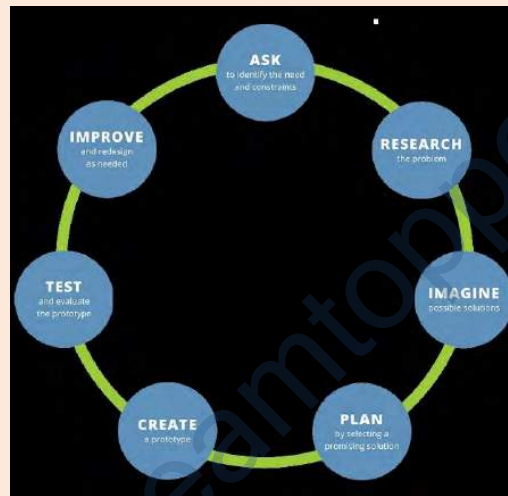 ASK
to identify the need
and constraints
RESEARCH
the problem
IMAGINE
possible solutions
PLAN
by selecting a
promising solution
CREATE
a prototype
TEST
and evaluate
the prototype
IMPROVE
and redesign
as needed